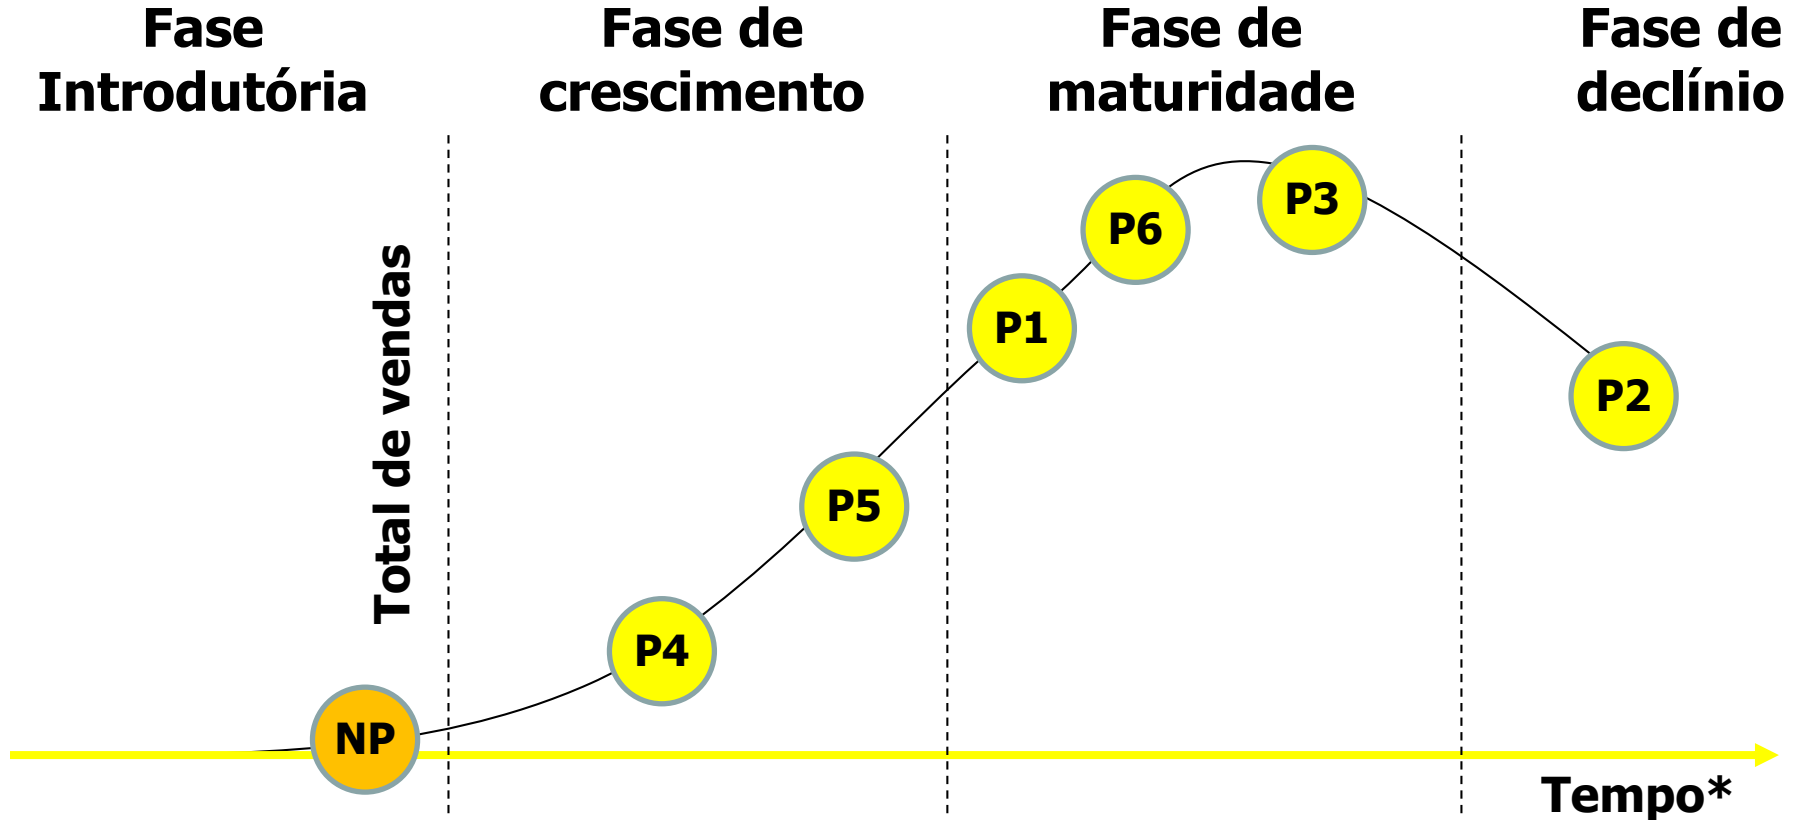 Fase
Introdutória
Fase de
crescimento
Fase de
maturidade
Fase de
declínio
Total de vendas
P3
P6
P1
P2
P5
P4
NP
Tempo*